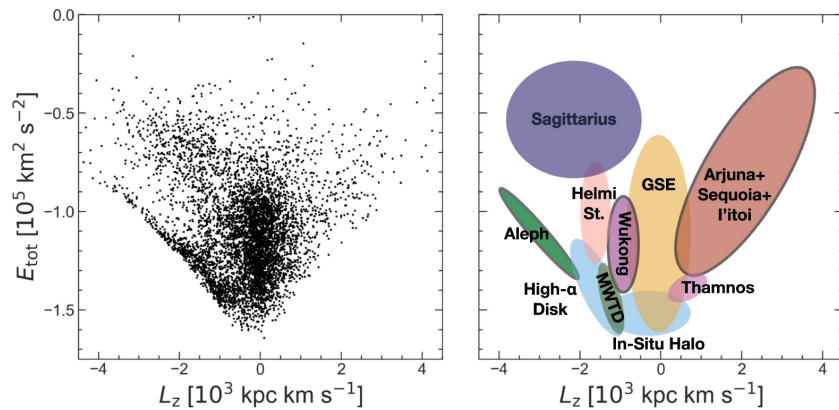 0.0
−0.5
−1.0
−1.5
E_tot [10^5 km^2 s^−2]
−4 −2 0 2 4
L_z [10^3 kpc km s^−1]
Sagittarius
Helmi
St.
GSE
Arjuna+
Sequoia+
I'itoi
Wukong
Aleph
High-α
Disk
MWTD
Thamnos
In-Situ Halo
−4 −2 0 2 4
L_z [10^3 kpc km s^−1]